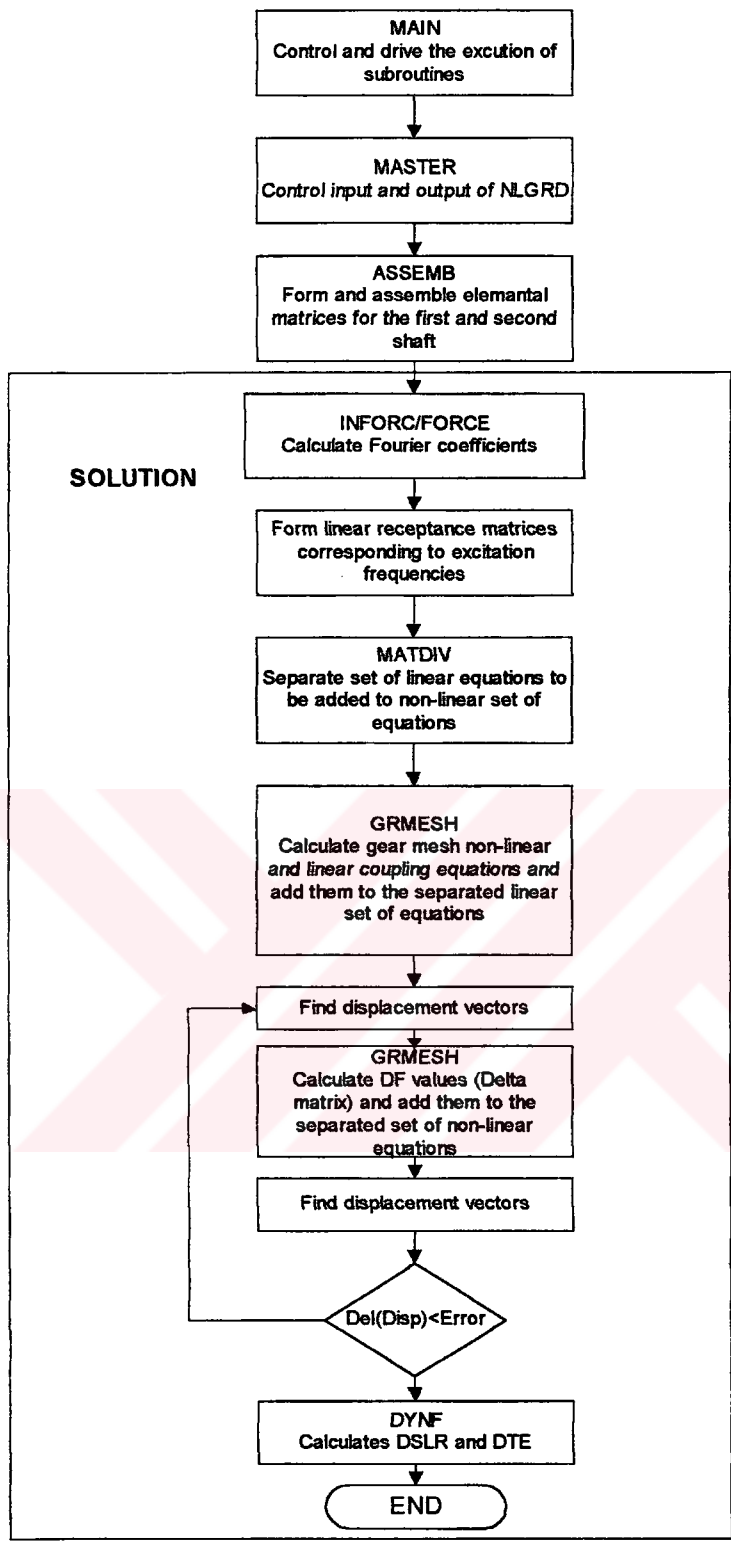 MAIN
Control and drive the excution of
subroutines
MASTER
Control input and output of NLGRD
ASSEMB
Form and assemble elemantal
matrices for the first and second
shaft
SOLUTION
INFORC/FORCE
Calculate Fourier coefficients
Form linear receptance matrices
corresponding to excitation
frequencies
MATDIV
Separate set of linear equations to
be added to non-linear set of
equations
GRMESH
Calculate gear mesh non-linear
and linear coupling equations and
add them to the separated linear
set of equations
Find displacement vectors
GRMESH
Calculate DF values (Delta
matrix) and add them to the
separated set of non-linear
equations
Find displacement vectors
Del(Disp)<Error
DYNF
Calculates DSLR and DTE
END